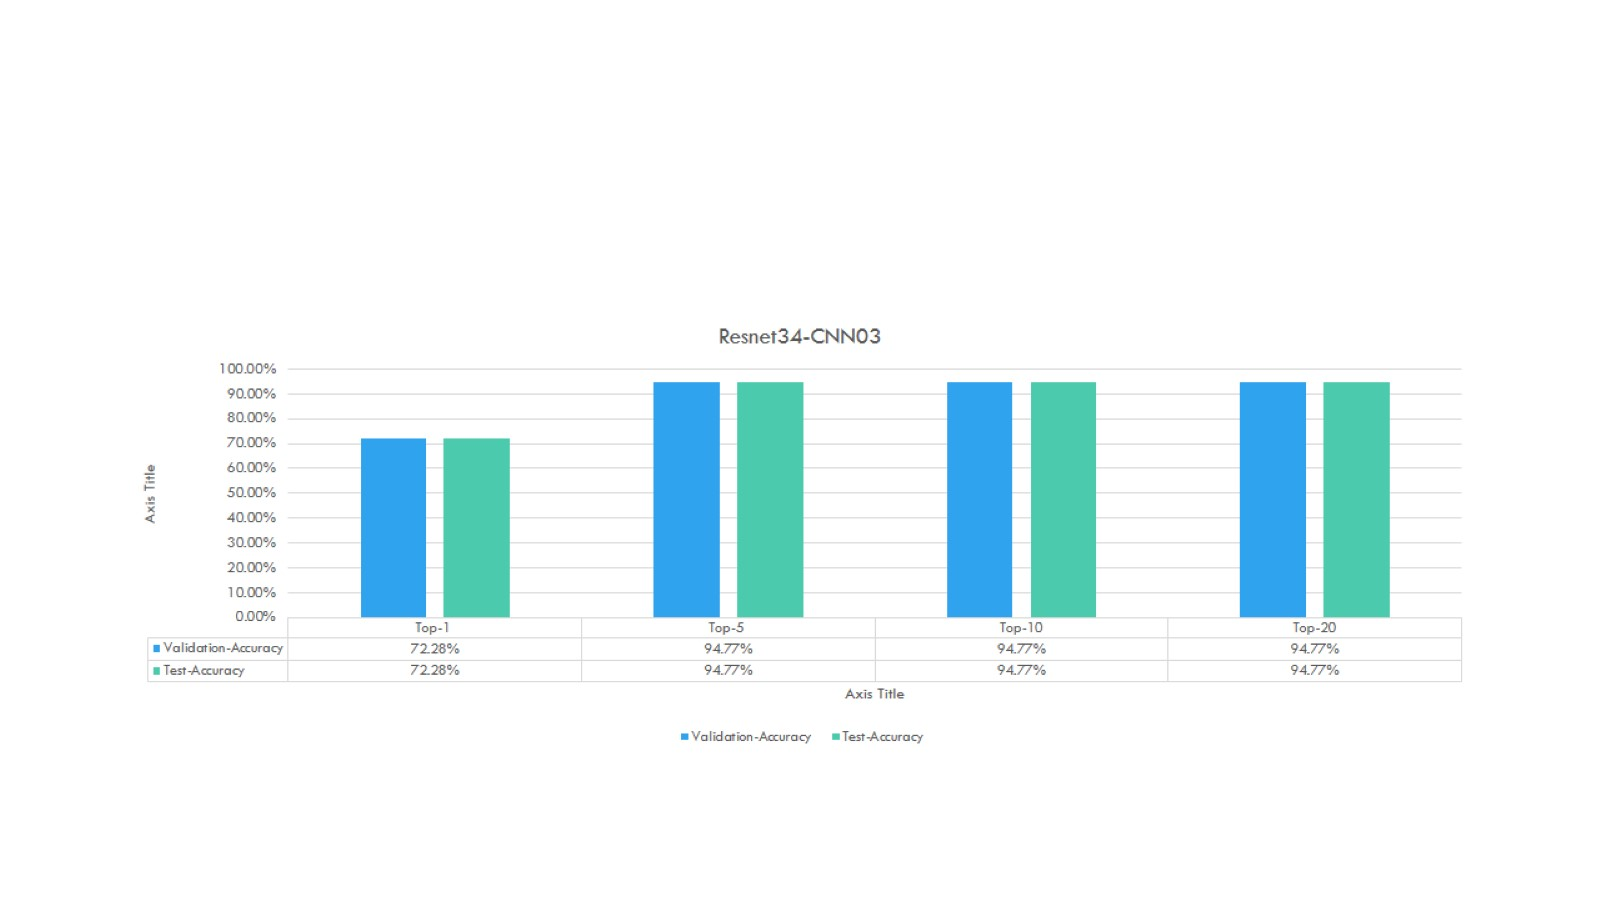 Resnet34-CNN03
100.00%
90.00%
80.00%
70.00%
60.00%
50.00%
40.00%
30.00%
20.00%
10.00%
0.00%
Axis Title
Top-1 Top-5 Top-10 Top-20
Validation-Accuracy 72.28% 94.77% 94.77% 94.77%
Test-Accuracy 72.28% 94.77% 94.77% 94.77%
Axis Title
Validation-Accuracy Test-Accuracy